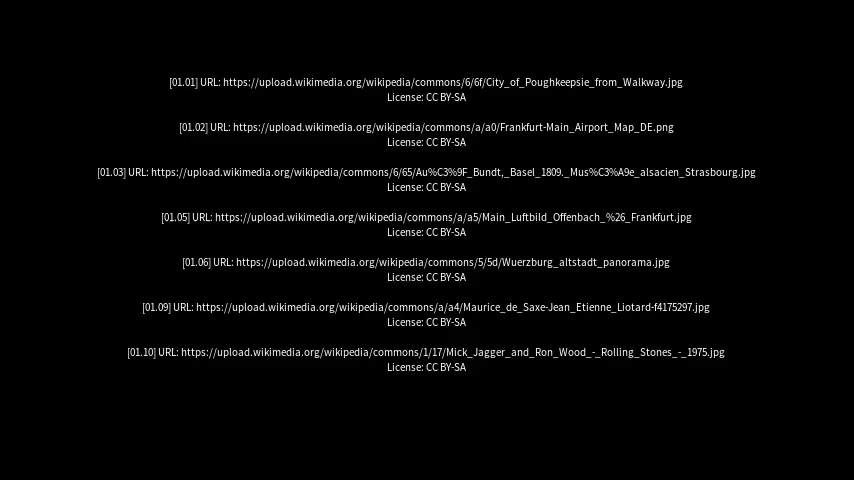 [01.01] URL: https://upload.wikimedia.org/wikipedia/commons/6/6f/City_of_Poughkeepsie_from_Walkway.jpg
License: CC BY-SA
[01.02] URL: https://upload.wikimedia.org/wikipedia/commons/a/a0/Frankfurt-Main_Airport_Map_DE.png
License: CC BY-SA
[01.03] URL: https://upload.wikimedia.org/wikipedia/commons/6/65/Au%C3%9F_Bundt,_Basel_1809._Mus%C3%A9e_alsacien_Strasbourg.jpg
License: CC BY-SA
[01.05] URL: https://upload.wikimedia.org/wikipedia/commons/a/a5/Main_Luftbild_Offenbach_%26_Frankfurt.jpg
License: CC BY-SA
[01.06] URL: https://upload.wikimedia.org/wikipedia/commons/5/5d/Wuerzburg_altstadt_panorama.jpg
License: CC BY-SA
[01.09] URL: https://upload.wikimedia.org/wikipedia/commons/a/a4/Maurice_de_Saxe-Jean_Etienne_Liotard-f4175297.jpg
License: CC BY-SA
[01.10] URL: https://upload.wikimedia.org/wikipedia/commons/1/17/Mick_Jagger_and_Ron_Wood_-_Rolling_Stones_-_1975.jpg
License: CC BY-SA